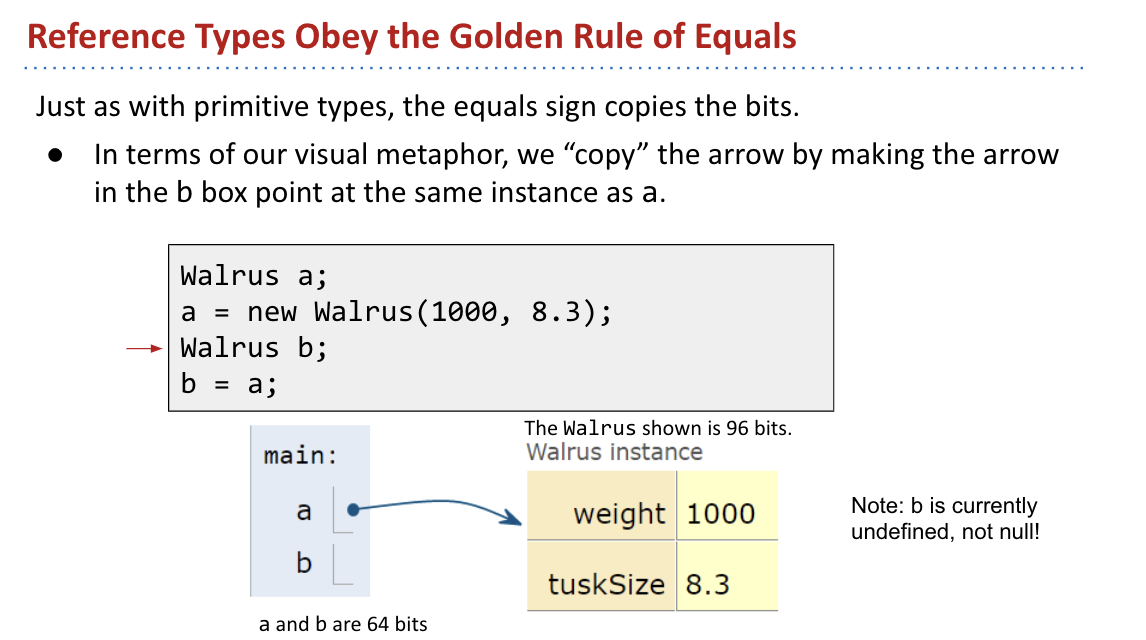 Reference Types Obey the Golden Rule of Equals
Just as with primitive types, the equals sign copies the bits.
● In terms of our visual metaphor, we “copy” the arrow by making the arrow
in the b box point at the same instance as a.
Walrus a;
a = new Walrus(1000, 8.3);
Walrus b;
b = a;
The Walrus shown is 96 bits.
Walrus instance
main:
a
b
weight 1000
tuskSize 8.3
Note: b is currently
undefined, not null!
a and b are 64 bits